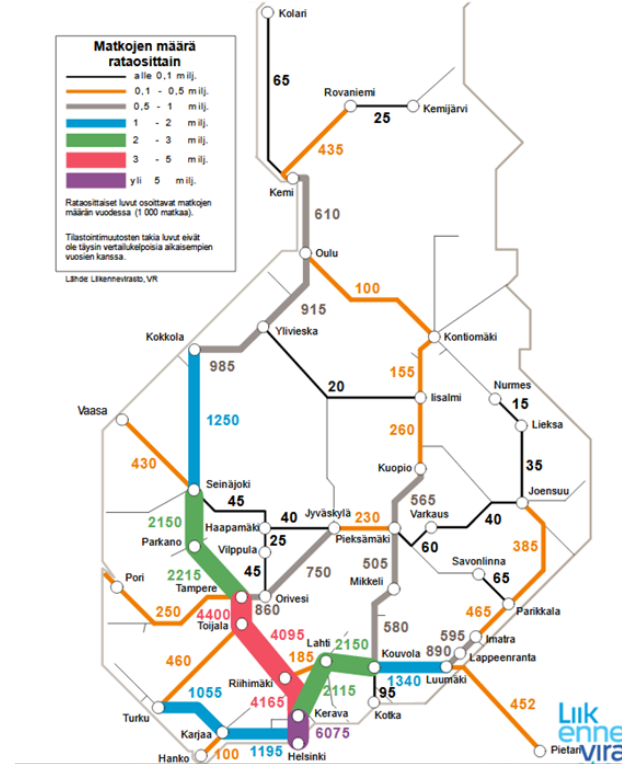 Matkojen määrä
rataosittain
alle 0,1 milj.
0,1 - 0,5 milj.
0,5 - 1 milj.
1 - 2 milj.
2 - 3 milj.
3 - 5 milj.
yli 5 milj.
Rataosittaiset luvut osoittavat matkojen
määrän vuodessa (1 000 matkaa).
Tilastointimuutosten takia luvut eivät
ole täysin vertailukelpoisia aikaisempien
vuosien kanssa.
Lähde: Liikennevirasto, VR
Kolari
65
Rovaniemi
25
Kemijärvi
435
Kemi
610
Oulu
100
915
Kokkola
Ylivieska
Kontiomäki
985
155
20
Nurmes
Iisalmi
15
Vaasa
1250
Lieksa
260
430
Kuopio
35
Seinäjoki
565
Joensuu
45
2150
Jyväskylä
Varkaus
40
Haapamäki
40
230
Parkano
25
Pieksämäki
60
385
Vilppula
750
505
Savonlinna
2215
45
65
Pori
Mikkeli
Tampere
Orivesi
Parikkala
250
860
465
4400
580
Toijala
4095
Imatra
Lahti
2150
595
460
185
Kouvola
890
Lappeenranta
Riihimäki
1340
Luumäki
1055
4165
2115
95
452
Turku
Kerava
Kotka
Karjaa
6075
Liik
enne
vira
Hanko
100
1195
Helsinki
Pietari